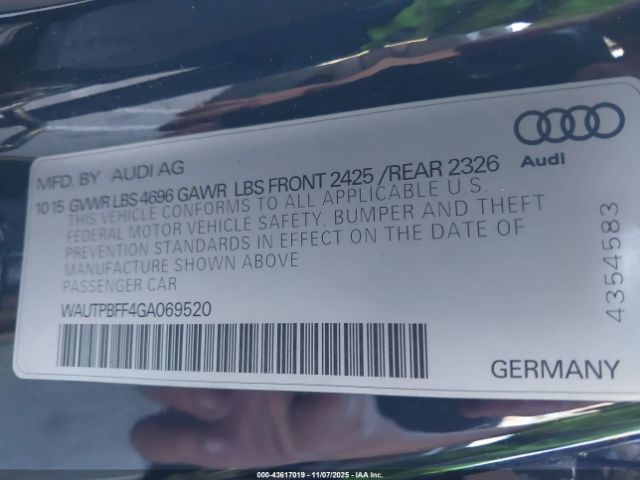 MFD. BY AUDI AG
10 15 GVWR LBS 4696 GAWR LBS FRONT 2425 /REAR 2326
THIS VEHICLE CONFORMS TO ALL APPLICABLE U.S.
FEDERAL MOTOR VEHICLE SAFETY, BUMPER AND THEFT
PREVENTION STANDARDS IN EFFECT ON THE DATE OF
MANUFACTURE SHOWN ABOVE
PASSENGER CAR
WAUTPBFF4GA069520
Audi
4354583
GERMANY
000-43617019 - 11/07/2025 - IAA Inc.